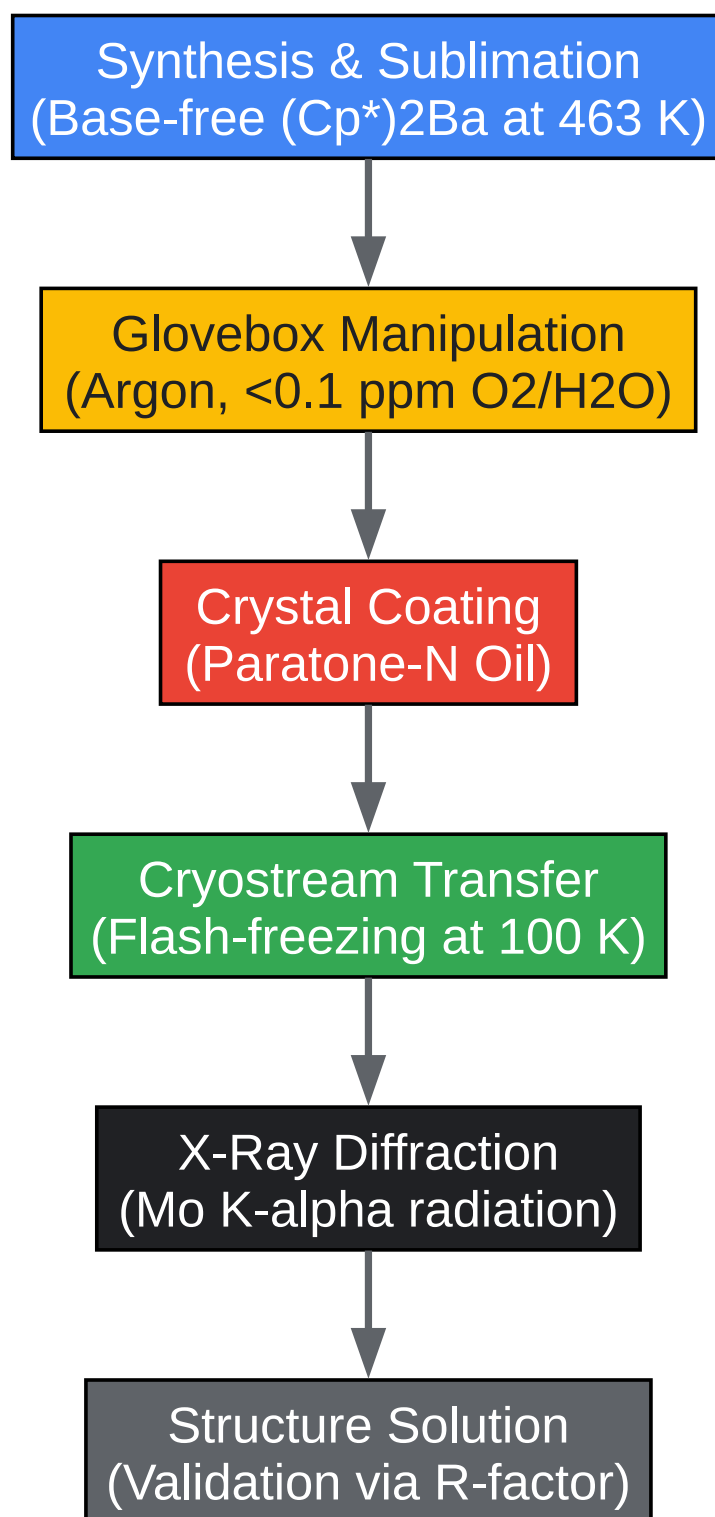 Synthesis & Sublimation
(Base-free (Cp*)2Ba at 463 K)
Glovebox Manipulation
(Argon, <0.1 ppm O2/H2O)
Crystal Coating
(Paratone-N Oil)
Cryostream Transfer
(Flash-freezing at 100 K)
X-Ray Diffraction
(Mo K-alpha radiation)
Structure Solution
(Validation via R-factor)